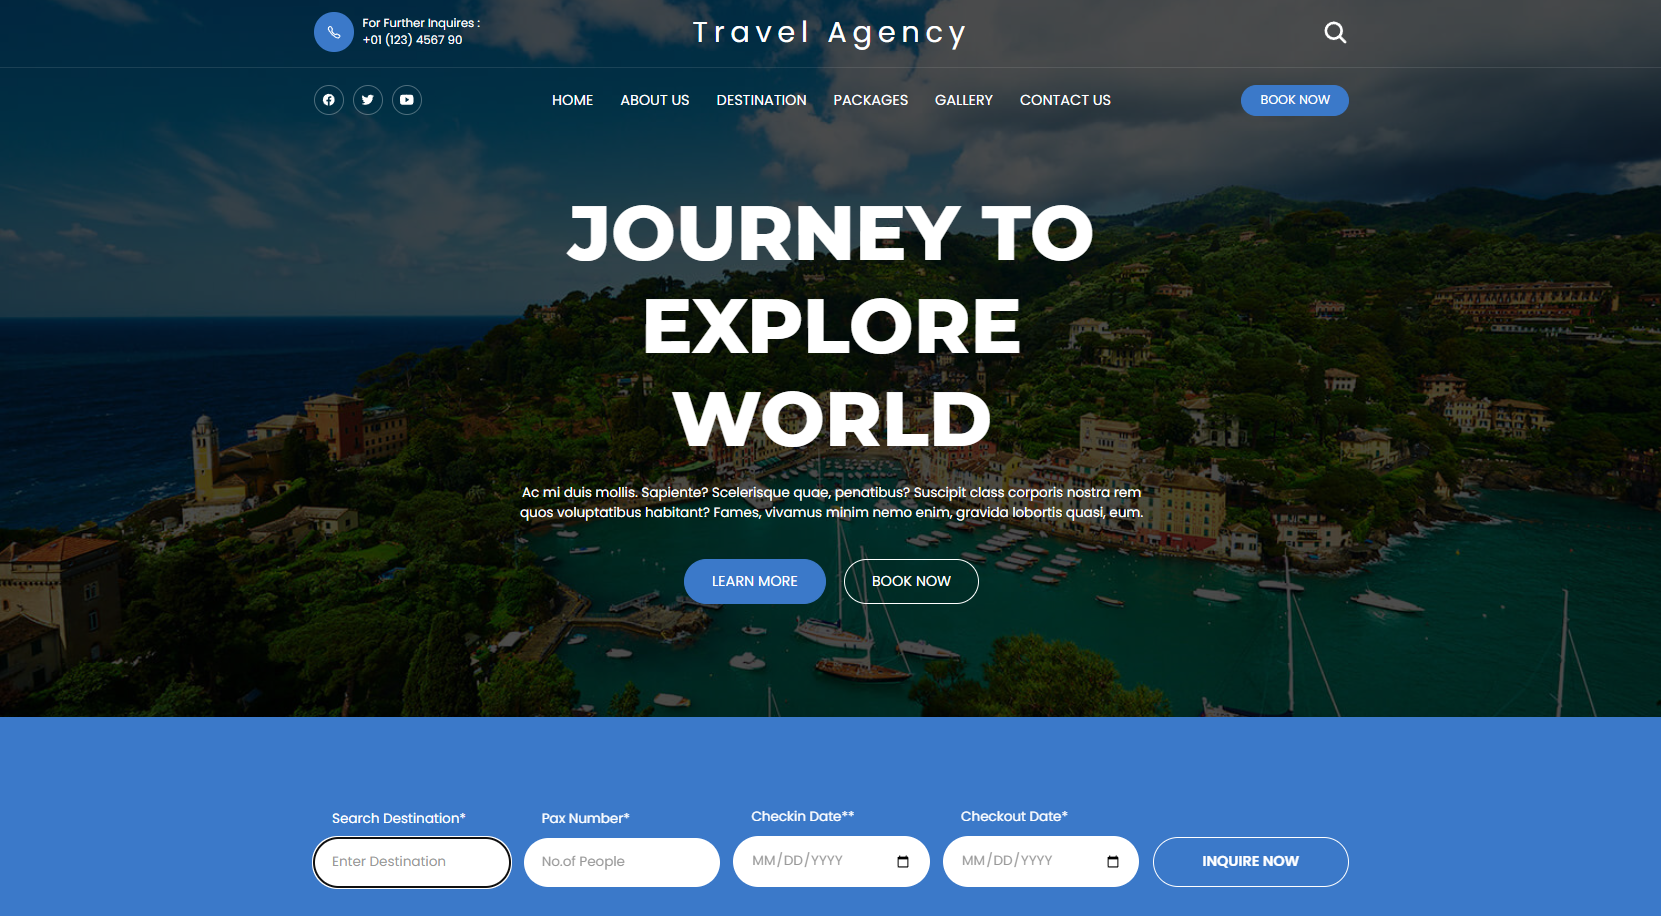 For Further Inquires :
+01 (123) 4567 90
Travel Agency
HOME ABOUT US DESTINATION PACKAGES GALLERY CONTACT US
BOOK NOW
JOURNEY TO
EXPLORE
WORLD
Ac mi duis mollis. Sapiente? Scelerisque quae, penatibus? Suscipit class corporis nostra rem
quos voluptatibus habitant? Fames, vivamus minim nemo enim, gravida lobortis quasi, eum.
LEARN MORE BOOK NOW
Search Destination* Pax Number* Checkin Date** Checkout Date*
Enter Destination No.of People MM/DD/YYYY MM/DD/YYYY INQUIRE NOW